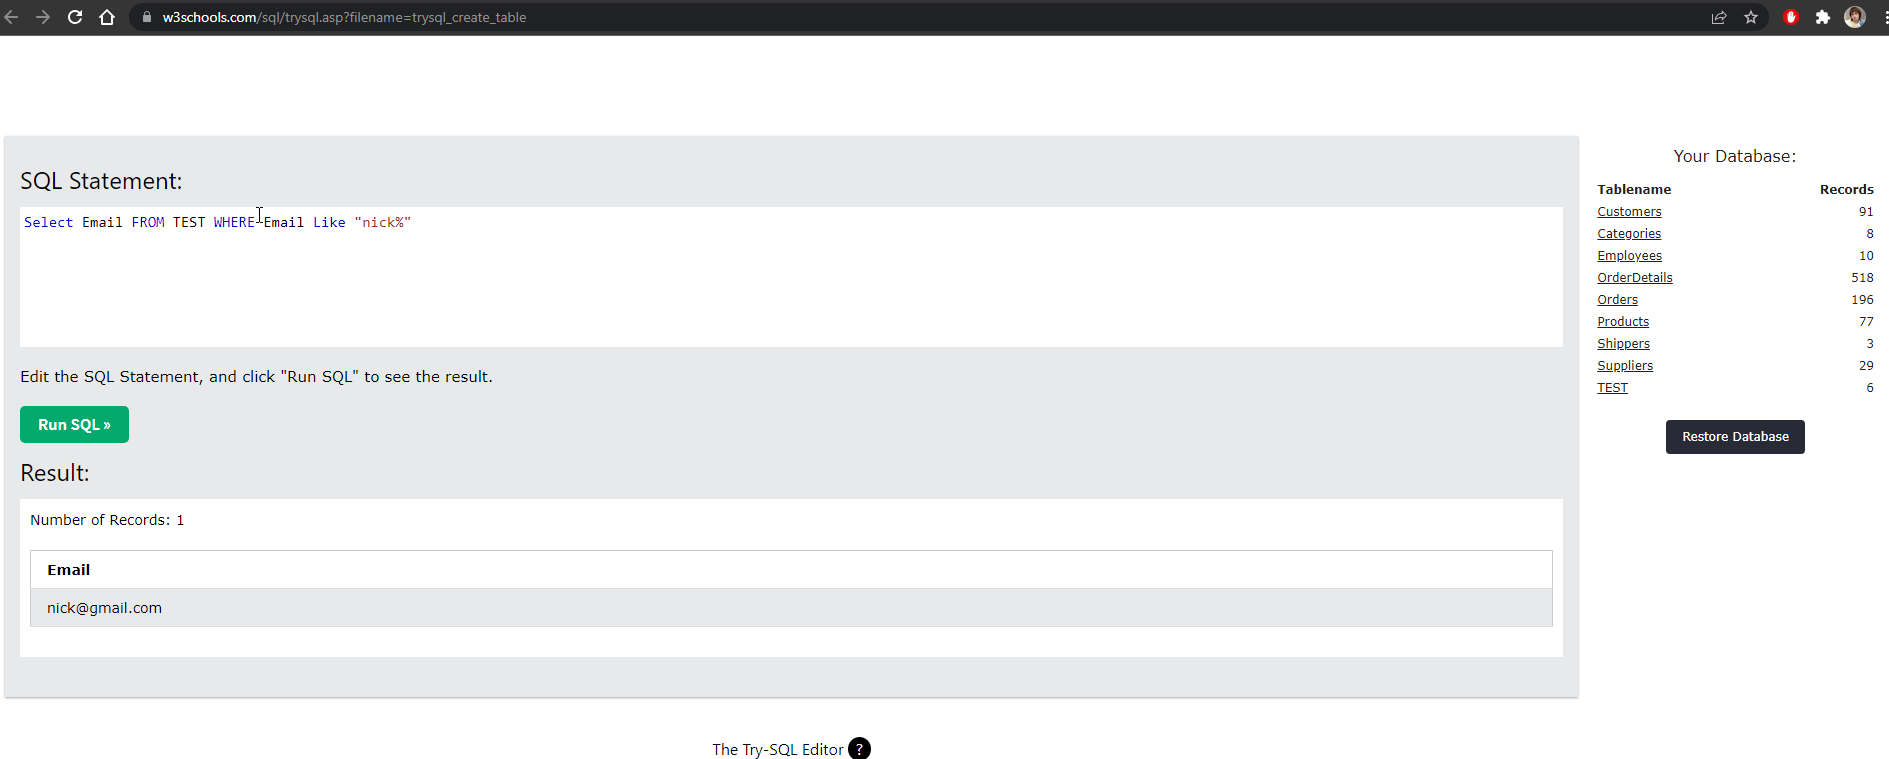 w3schools.com/sql/trysql.asp?filename=trysql_create_table
SQL Statement:
Select Email FROM TEST WHERE Email Like "nick%"
Edit the SQL Statement, and click "Run SQL" to see the result.
Run SQL »
Result:
Number of Records: 1
Email
nick@gmail.com
The Try-SQL Editor ?
Your Database:
Tablename Records
Customers 91
Categories 8
Employees 10
OrderDetails 518
Orders 196
Products 77
Shippers 3
Suppliers 29
TEST 6
Restore Database